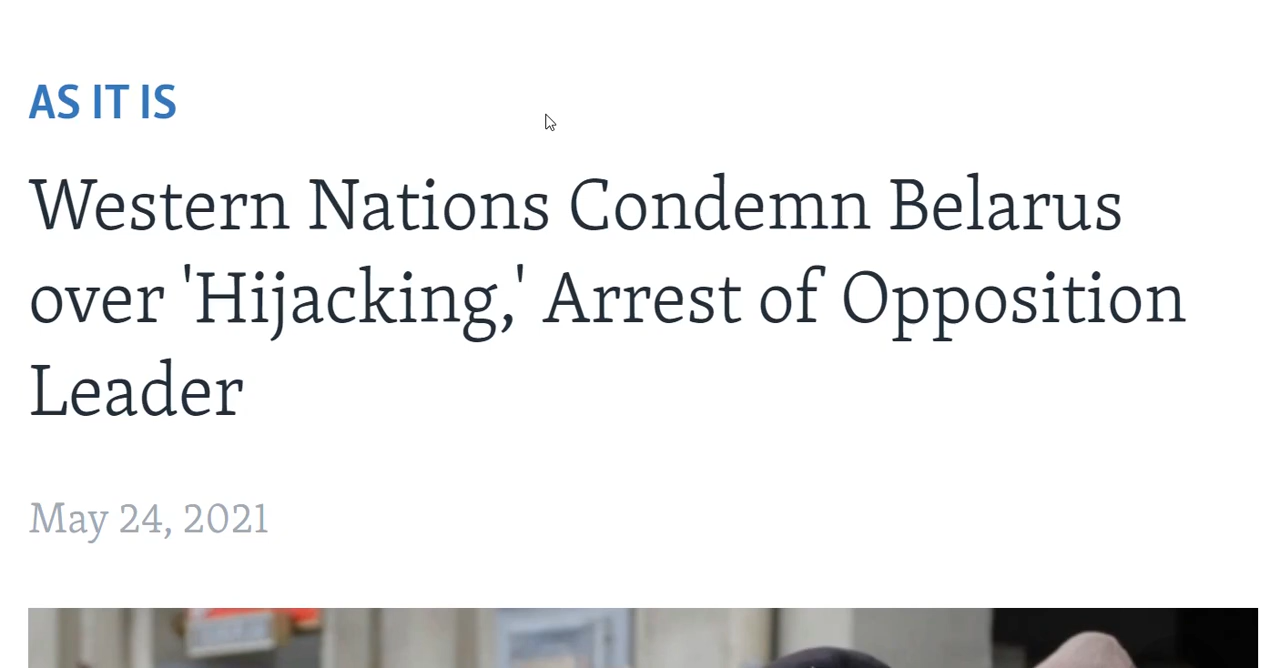 AS IT IS
Western Nations Condemn Belarus
over 'Hijacking,' Arrest of Opposition
Leader
May 24, 2021